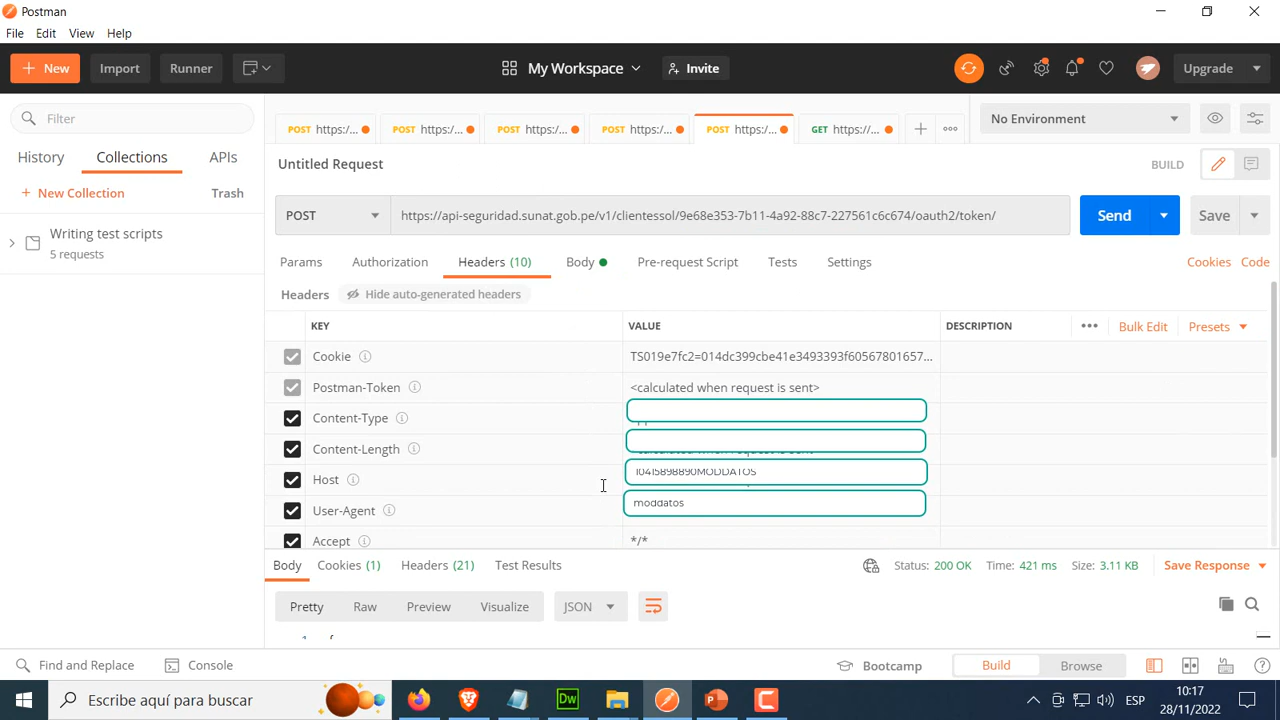 Postman
File Edit View Help
New Import Runner My Workspace Invite Upgrade
Filter
History Collections APIs
New Collection Trash
Writing test scripts
5 requests
POST https:/... POST https:/... POST https:/... POST https:/... POST https:/... GET https://... No Environment
Untitled Request BUILD
POST https://api-seguridad.sunat.gob.pe/v1/clientessol/9e68e353-7b11-4a92-88c7-227561c6c674/oauth2/token/ Send Save
Params Authorization Headers (10) Body Pre-request Script Tests Settings Cookies Code
Headers Hide auto-generated headers
KEY VALUE DESCRIPTION Bulk Edit Presets
Cookie TS019e7fc2=014dc399cbe41e3493393f60567801657...
Postman-Token <calculated when request is sent>
Content-Type
Content-Length
Host 10415898890MODDATOS
User-Agent moddatos
Accept */*
Body Cookies (1) Headers (21) Test Results Status: 200 OK Time: 421 ms Size: 3.11 KB Save Response
Pretty Raw Preview Visualize JSON
1 {
Find and Replace Console Bootcamp Build Browse
Escribe aquí para buscar Dw ESP 10:17
28/11/2022